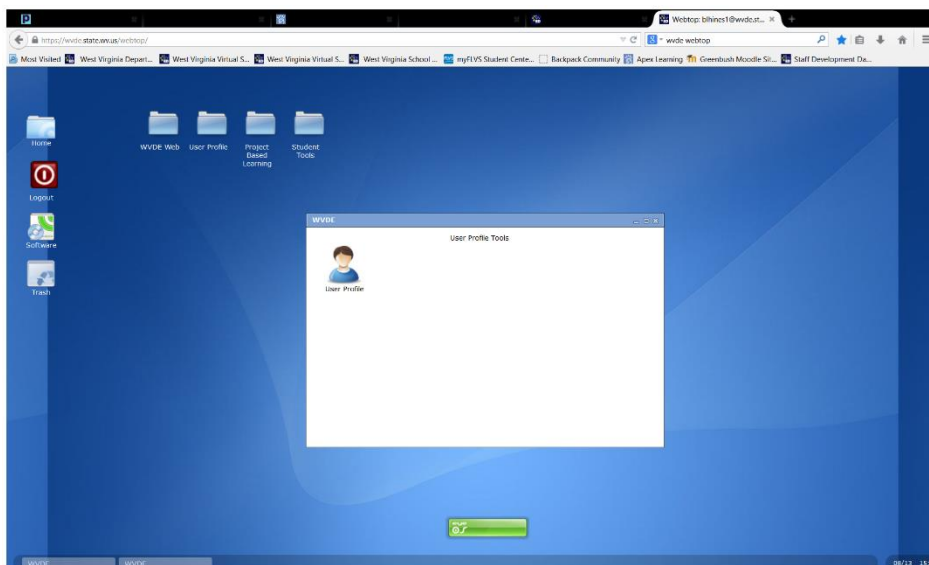 Webtop: blhines1@wvde.st...
https://wvde.state.wv.us/webtop/
wvde webtop
Most Visited West Virginia Depart... West Virginia Virtual S... West Virginia Virtual S... West Virginia School ... myFLVS Student Cente... Backpack Community Apex Learning Greenbush Moodle Sit... Staff Development Da...
Home
WVDE Web
User Profile
Project
Based
Learning
Student
Tools
Logout
Software
Trash
WVDE
User Profile Tools
User Profile
WVDE
WVDE